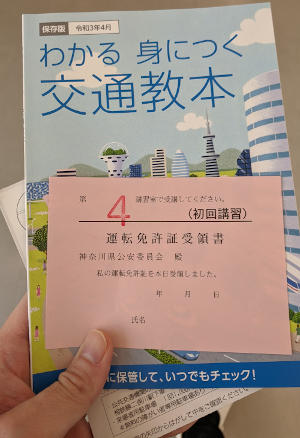 保存版 令和3年4月
わかる 身につく
交通教本
第 4 講習室で受講してください。
(初回講習)
運転免許証受領書
神奈川県公安委員会 殿
私の運転免許証を本日受領しました。
年 月 日
氏名
に保管して、いつでもチェック!